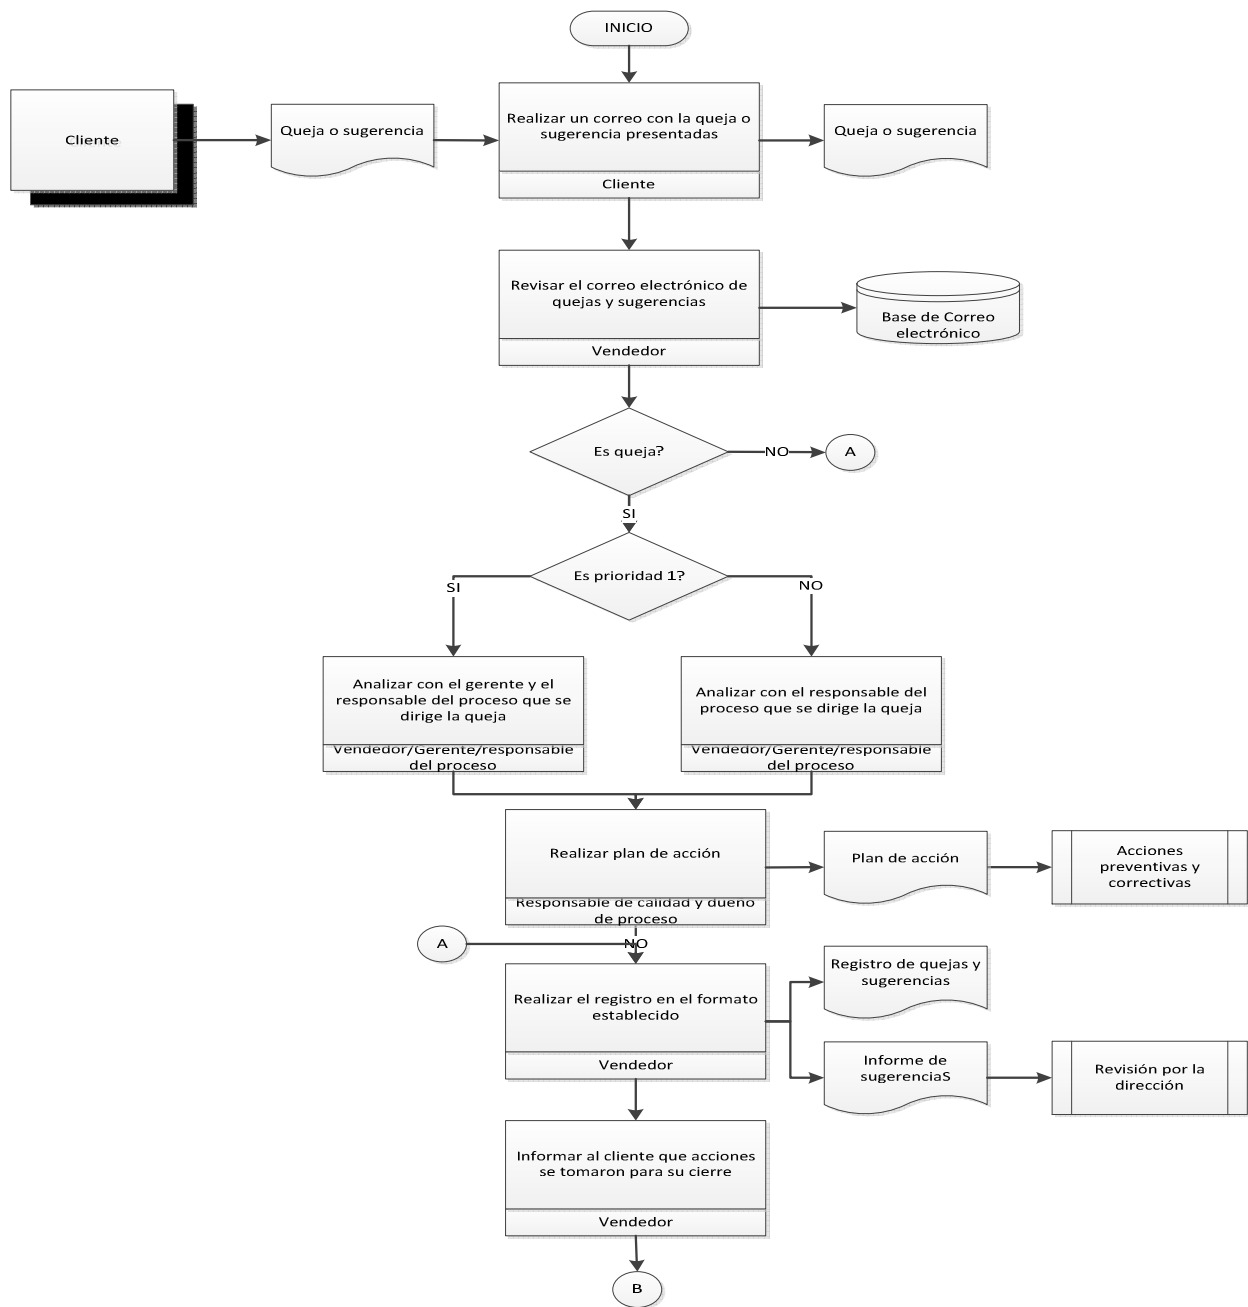 INICIO
Cliente
Queja o sugerencia
Realizar un correo con la queja o
sugerencia presentadas
Cliente
Queja o sugerencia
Revisar el correo electrónico de
quejas y sugerencias
Vendedor
Base de Correo
electrónico
Es queja?
NO
A
SI
Es prioridad 1?
SI
NO
Analizar con el gerente y el
responsable del proceso que se
dirige la queja
Vendedor/Gerente/responsable
del proceso
Analizar con el responsable del
proceso que se dirige la queja
Vendedor/Gerente/responsable
del proceso
Realizar plan de acción
Responsable de calidad y dueño
de proceso
Plan de acción
Acciones
preventivas y
correctivas
A
NO
Realizar el registro en el formato
establecido
Vendedor
Registro de quejas y
sugerencias
Informe de
sugerenciaS
Revisión por la
dirección
Informar al cliente que acciones
se tomaron para su cierre
Vendedor
B